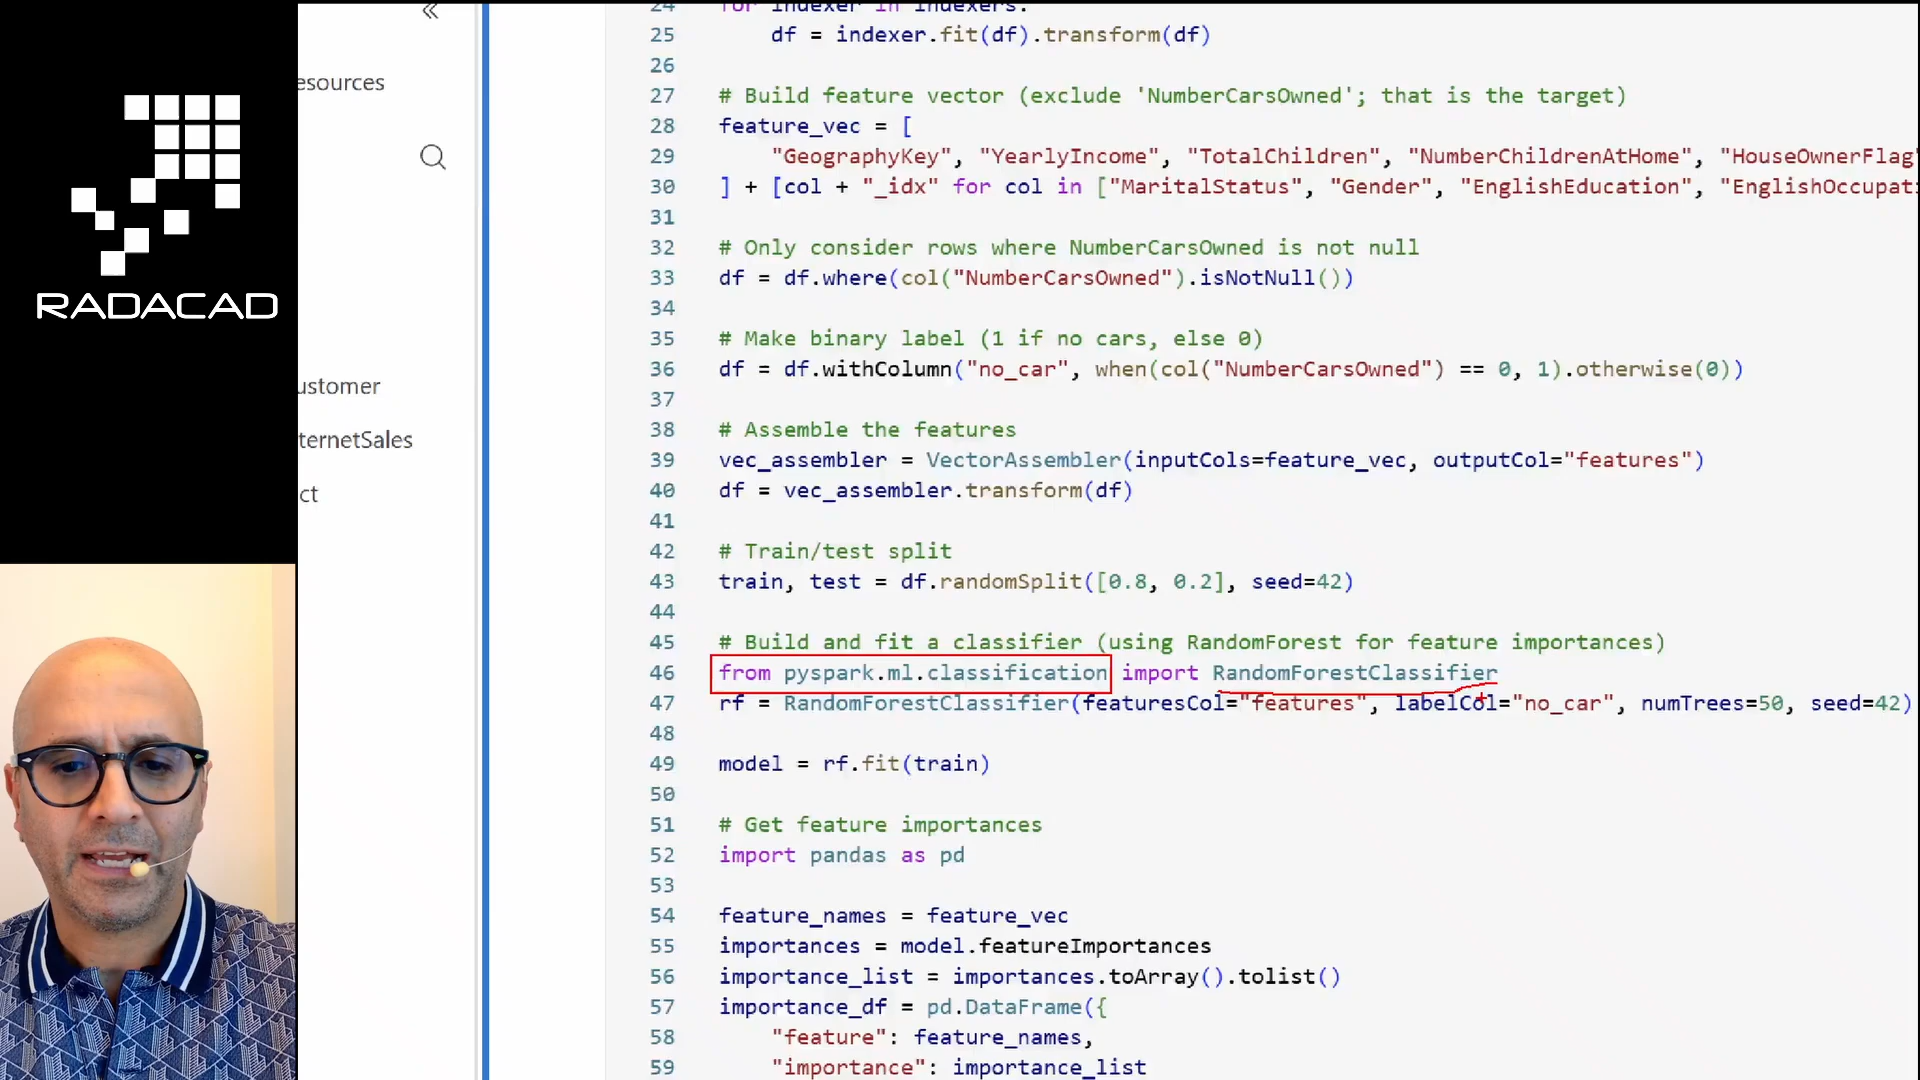 RADACAD
esources
ustomer
ternetSales
ct
24 for indexer in indexers:
25 df = indexer.fit(df).transform(df)
26
27 # Build feature vector (exclude 'NumberCarsOwned'; that is the target)
28 feature_vec = [
29 "GeographyKey", "YearlyIncome", "TotalChildren", "NumberChildrenAtHome", "HouseOwnerFlag"
30 ] + [col + "_idx" for col in ["MaritalStatus", "Gender", "EnglishEducation", "EnglishOccupati
31
32 # Only consider rows where NumberCarsOwned is not null
33 df = df.where(col("NumberCarsOwned").isNotNull())
34
35 # Make binary label (1 if no cars, else 0)
36 df = df.withColumn("no_car", when(col("NumberCarsOwned") == 0, 1).otherwise(0))
37
38 # Assemble the features
39 vec_assembler = VectorAssembler(inputCols=feature_vec, outputCol="features")
40 df = vec_assembler.transform(df)
41
42 # Train/test split
43 train, test = df.randomSplit([0.8, 0.2], seed=42)
44
45 # Build and fit a classifier (using RandomForest for feature importances)
46 from pyspark.ml.classification import RandomForestClassifier
47 rf = RandomForestClassifier(featuresCol="features", labelCol="no_car", numTrees=50, seed=42)
48
49 model = rf.fit(train)
50
51 # Get feature importances
52 import pandas as pd
53
54 feature_names = feature_vec
55 importances = model.featureImportances
56 importance_list = importances.toArray().tolist()
57 importance_df = pd.DataFrame({
58 "feature": feature_names,
59 "importance": importance_list